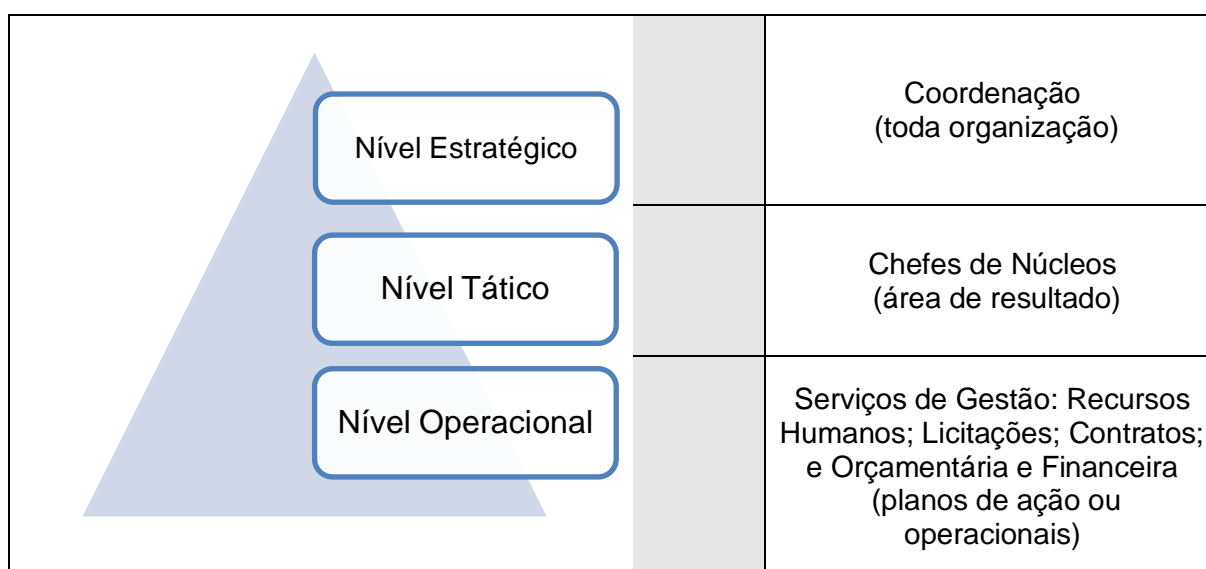 Nível Estratégico
Coordenação
(toda organização)
Nível Tático
Chefes de Núcleos
(área de resultado)
Nível Operacional
Serviços de Gestão: Recursos
Humanos; Licitações; Contratos;
e Orçamentária e Financeira
(planos de ação ou
operacionais)